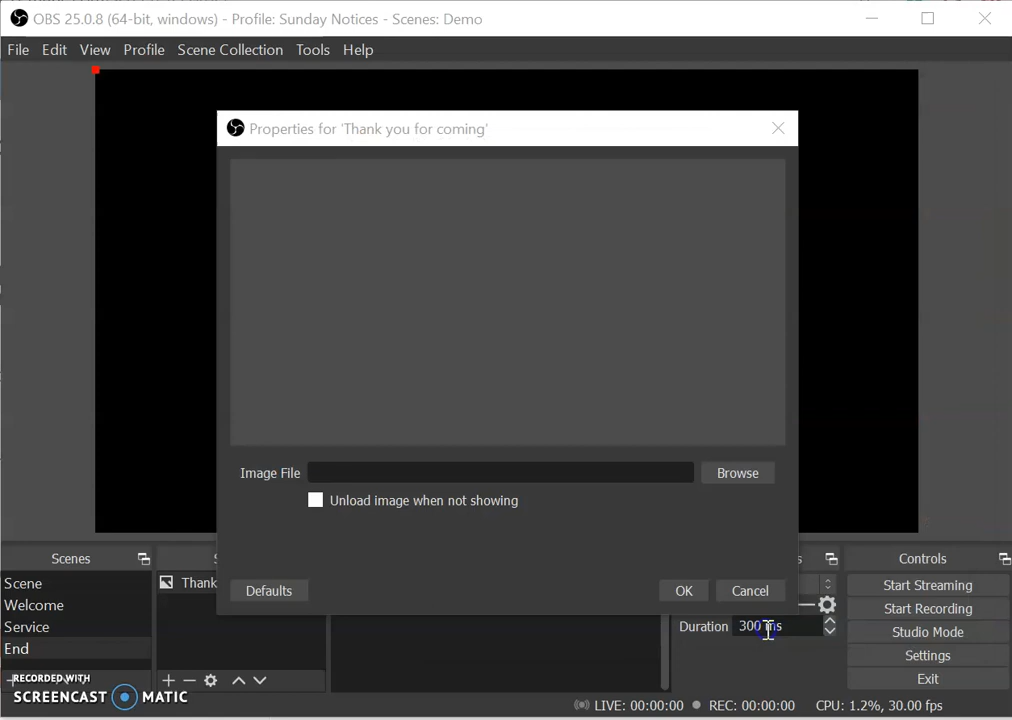 OBS 25.0.8 (64-bit, windows) - Profile: Sunday Notices - Scenes: Demo
File Edit View Profile Scene Collection Tools Help
Properties for 'Thank you for coming'
Image File
Browse
Unload image when not showing
Defaults
OK
Cancel
Scenes
Scene
Welcome
Service
End
Thank
Duration 300 ms
Controls
Start Streaming
Start Recording
Studio Mode
Settings
Exit
RECORDED WITH
SCREENCAST MATIC
LIVE: 00:00:00 REC: 00:00:00 CPU: 1.2%, 30.00 fps